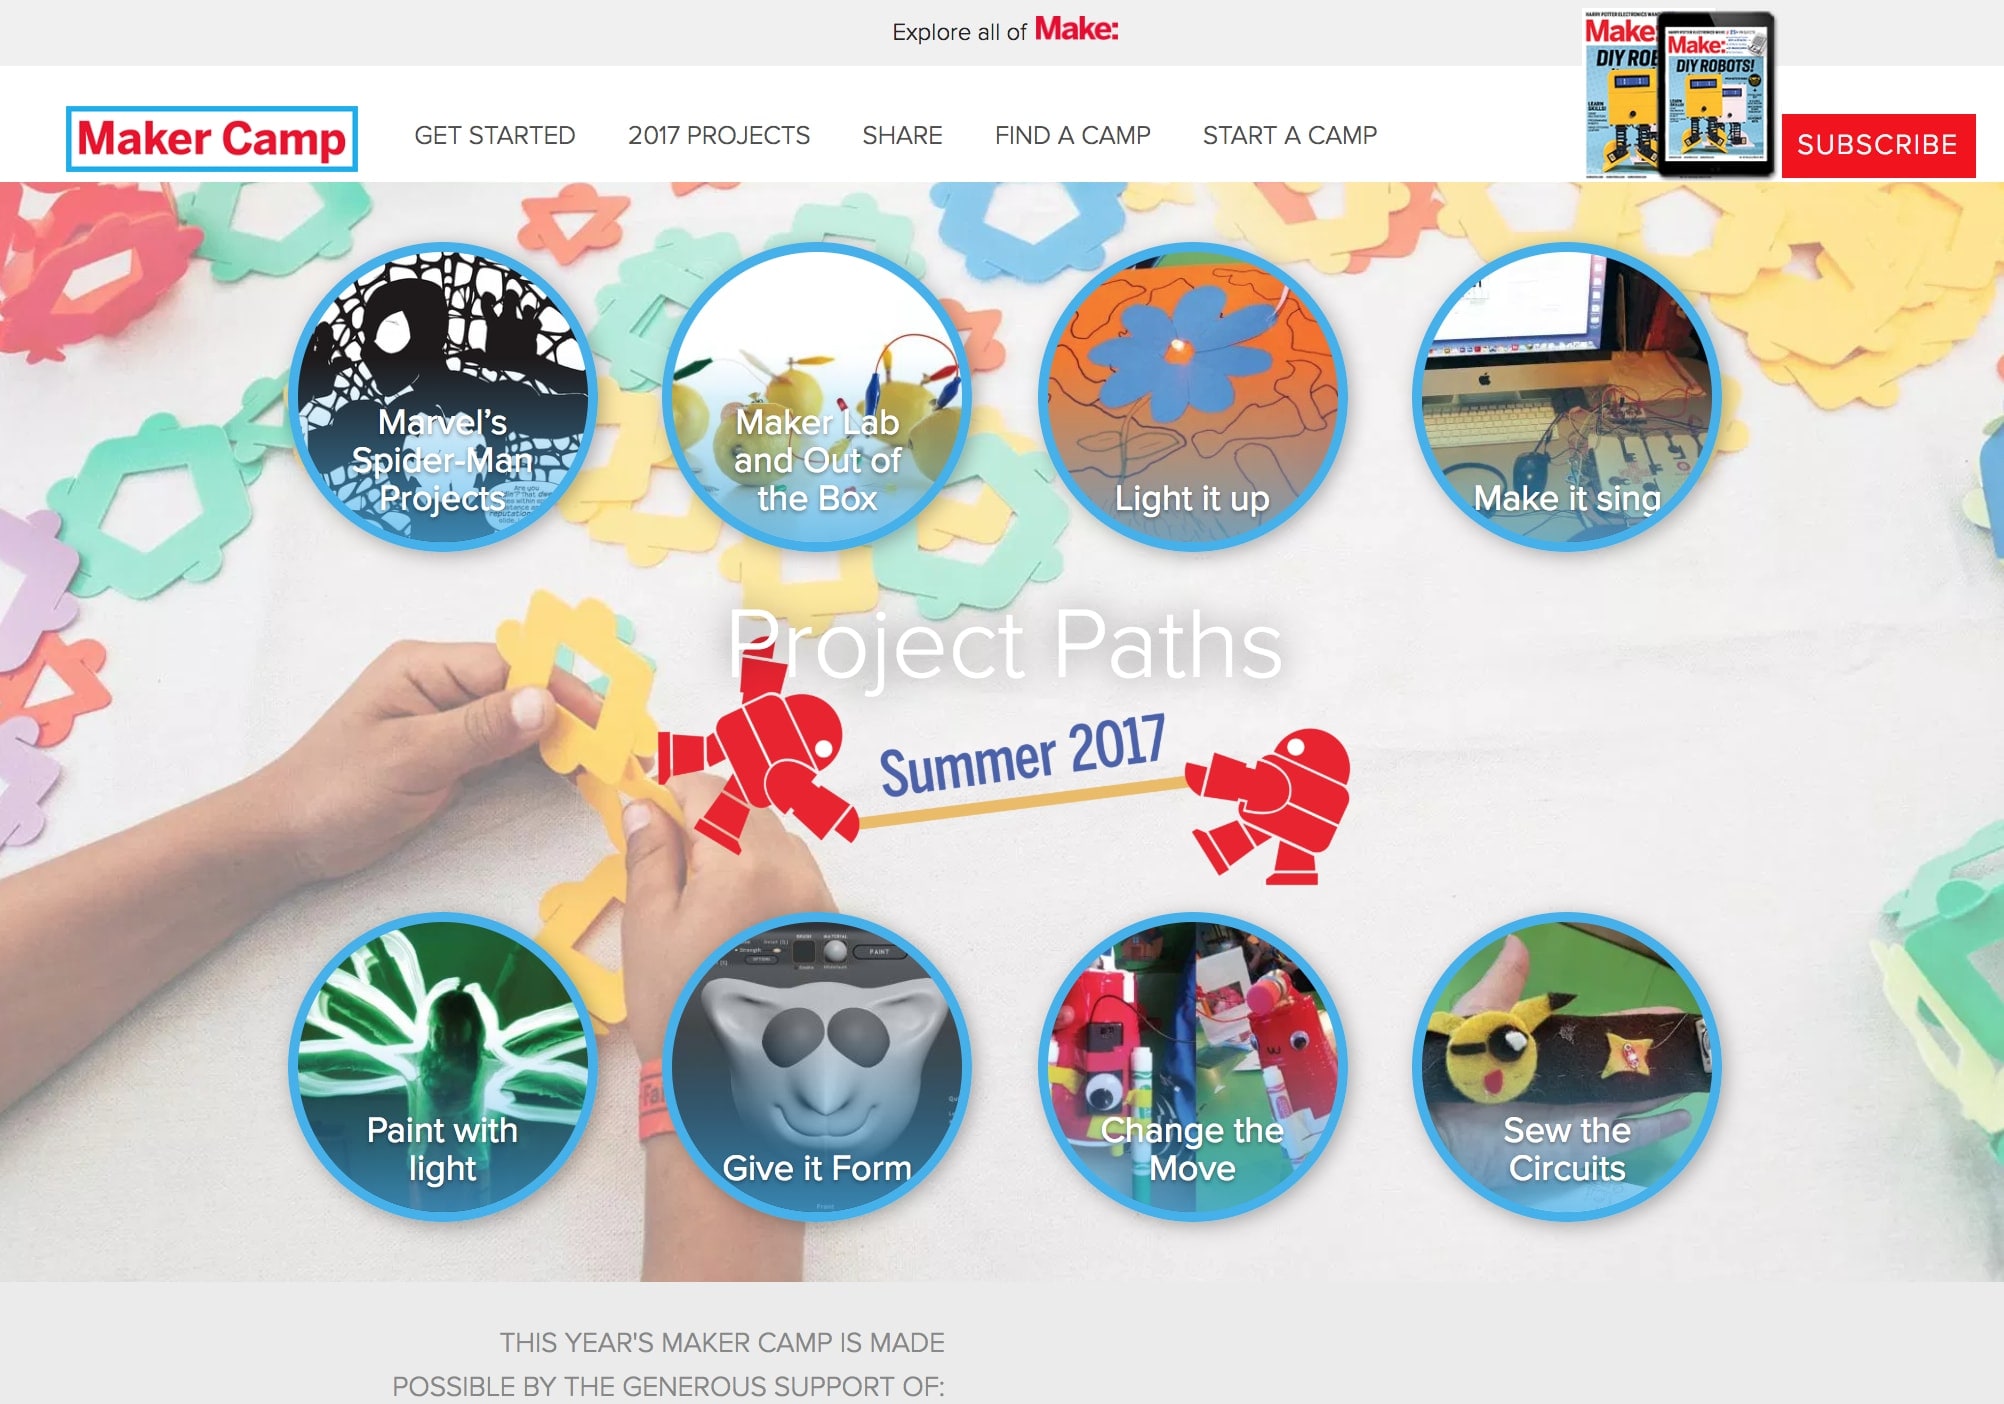 Explore all of Make:
Make:
DIY ROB
Make:
DIY ROBOTS!
Maker Camp
GET STARTED
2017 PROJECTS
SHARE
FIND A CAMP
START A CAMP
SUBSCRIBE
Marvel’s
Spider-Man
Projects
Maker Lab
and Out of
the Box
Light it up
Make it sing
Project Paths
Summer 2017
Paint with
light
PAINT
Give it Form
Change the
Move
Sew the
Circuits
THIS YEAR'S MAKER CAMP IS MADE
POSSIBLE BY THE GENEROUS SUPPORT OF: